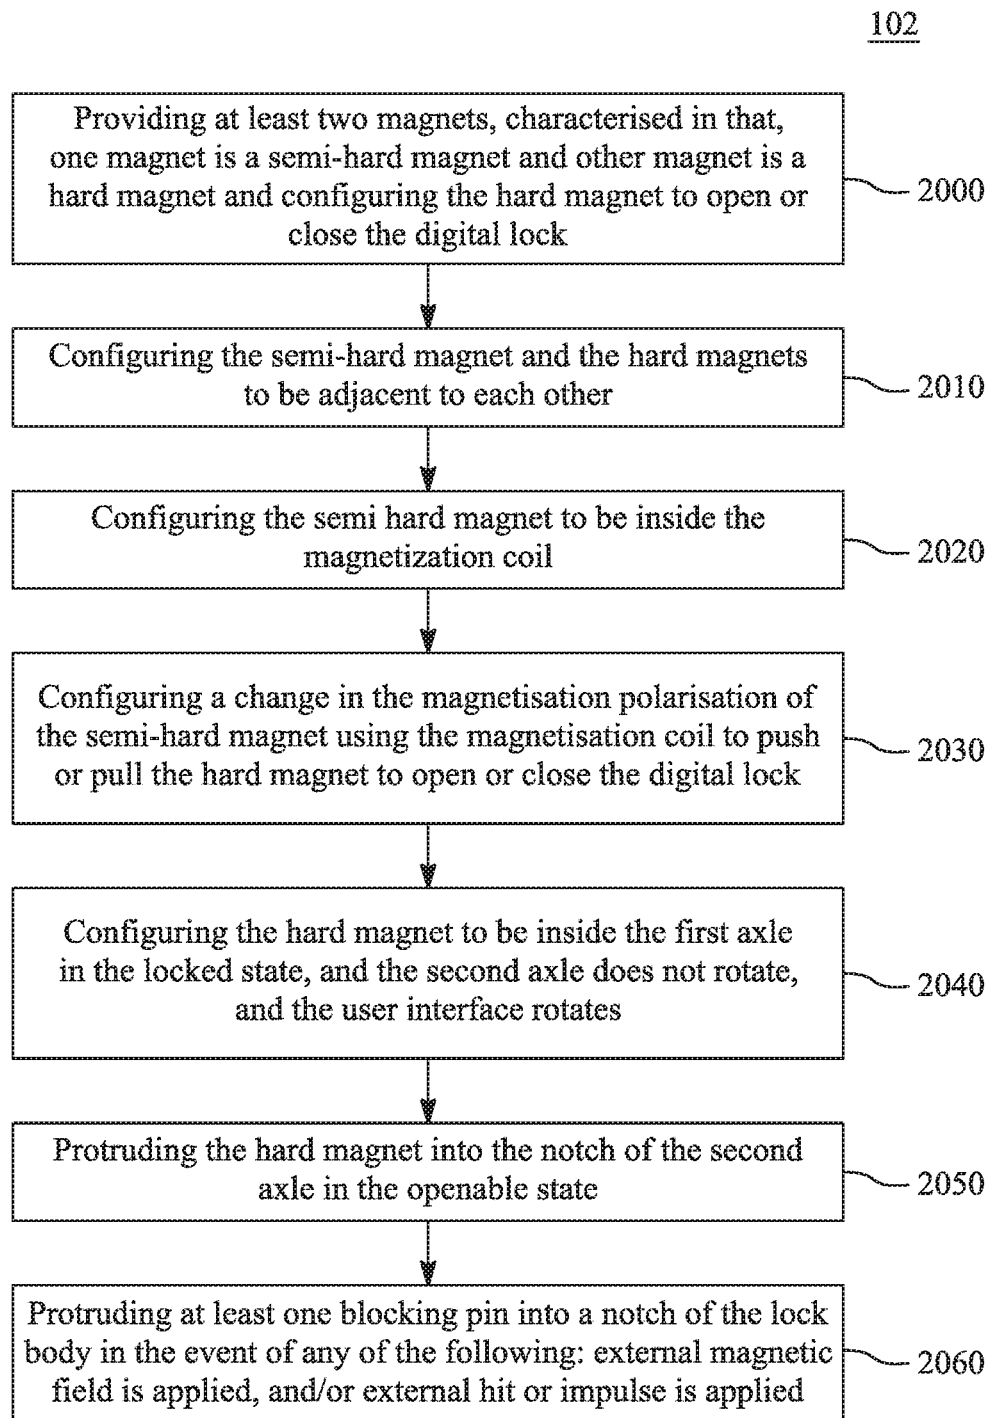 102
Providing at least two magnets, characterised in that,
one magnet is a semi-hard magnet and other magnet is a
hard magnet and configuring the hard magnet to open or
close the digital lock
2000
Configuring the semi-hard magnet and the hard magnets
to be adjacent to each other
2010
Configuring the semi hard magnet to be inside the
magnetization coil
2020
Configuring a change in the magnetisation polarisation of
the semi-hard magnet using the magnetisation coil to push
or pull the hard magnet to open or close the digital lock
2030
Configuring the hard magnet to be inside the first axle
in the locked state, and the second axle does not rotate,
and the user interface rotates
2040
Protruding the hard magnet into the notch of the second
axle in the openable state
2050
Protruding at least one blocking pin into a notch of the lock
body in the event of any of the following: external magnetic
field is applied, and/or external hit or impulse is applied
2060